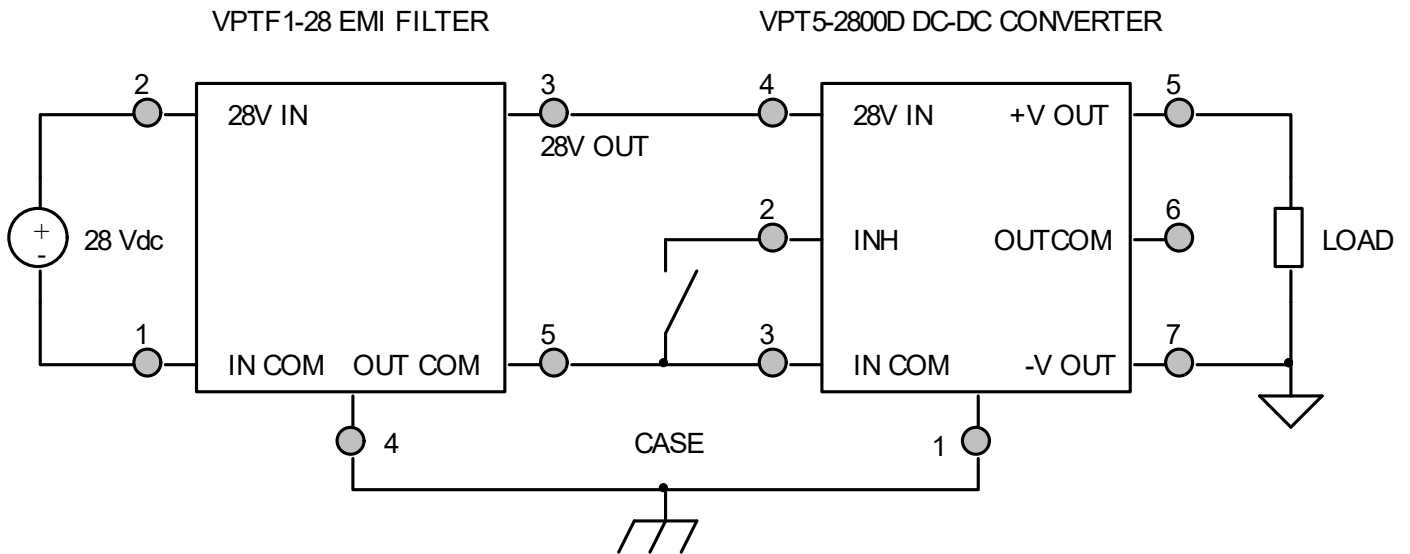 VPTF1-28 EMI FILTER
VPT5-2800D DC-DC CONVERTER
2
3
4
5
28V IN
28V OUT
28V IN
+V OUT
+
-
28 Vdc
2
INH
OUTCOM
6
LOAD
1
IN COM
OUT COM
5
3
IN COM
-V OUT
7
4
CASE
1